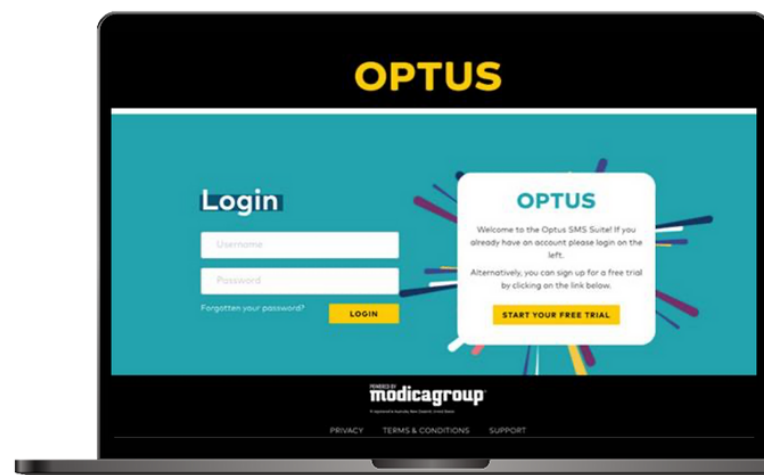 OPTUS
Login
Username
Password
Forgotten your password?
LOGIN
OPTUS
Welcome to the Optus SMS Suite! If you
already have an account please login on the
left.
Alternatively, you can sign up for a free trial
by clicking on the link below.
START YOUR FREE TRIAL
POWERED BY
modicagroup
PRIVACY TERMS & CONDITIONS SUPPORT